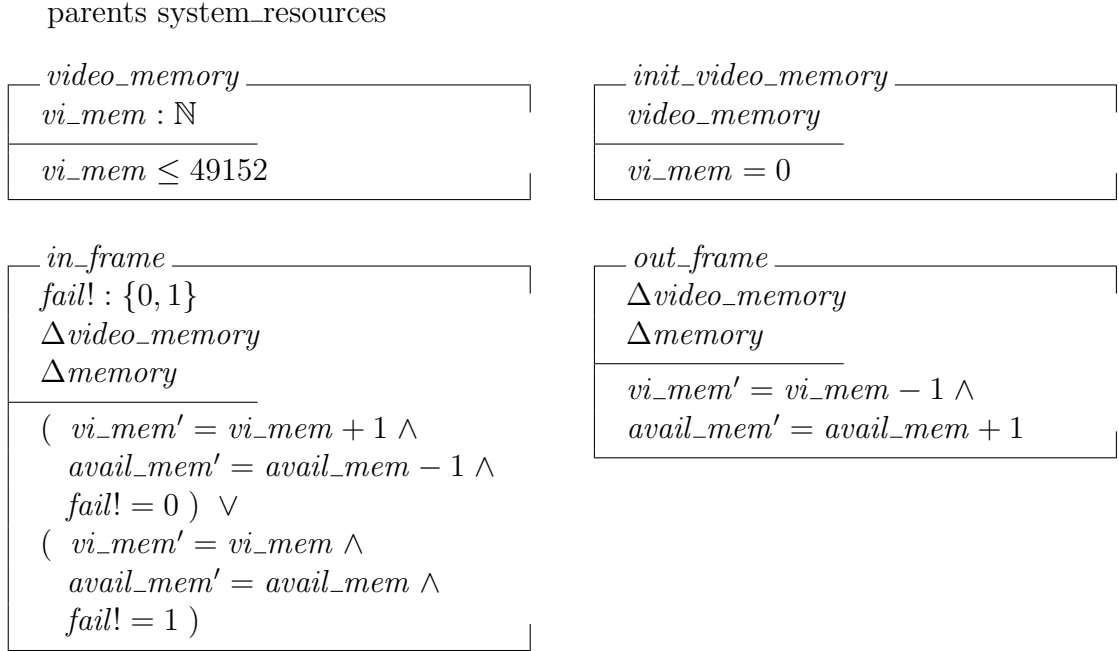 parents system_resources
video_memory
vi_mem : ℕ
vi_mem ≤ 49152
init_video_memory
video_memory
vi_mem = 0
in_frame
fail! : {0, 1}
Δvideo_memory
Δmemory
( vi_mem′ = vi_mem + 1 ∧
avail_mem′ = avail_mem − 1 ∧
fail! = 0 ) ∨
( vi_mem′ = vi_mem ∧
avail_mem′ = avail_mem ∧
fail! = 1 )
out_frame
Δvideo_memory
Δmemory
vi_mem′ = vi_mem − 1 ∧
avail_mem′ = avail_mem + 1